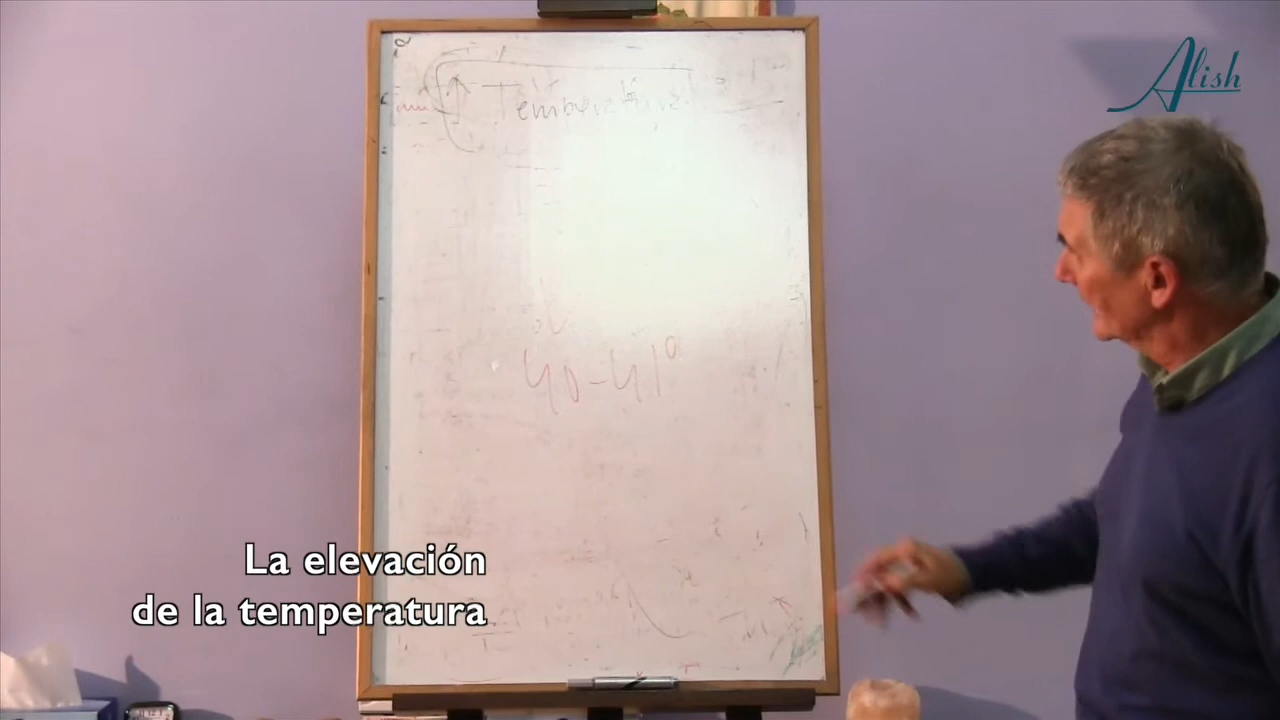 Alish
Temperatura
40-41°
La elevación
de la temperatura